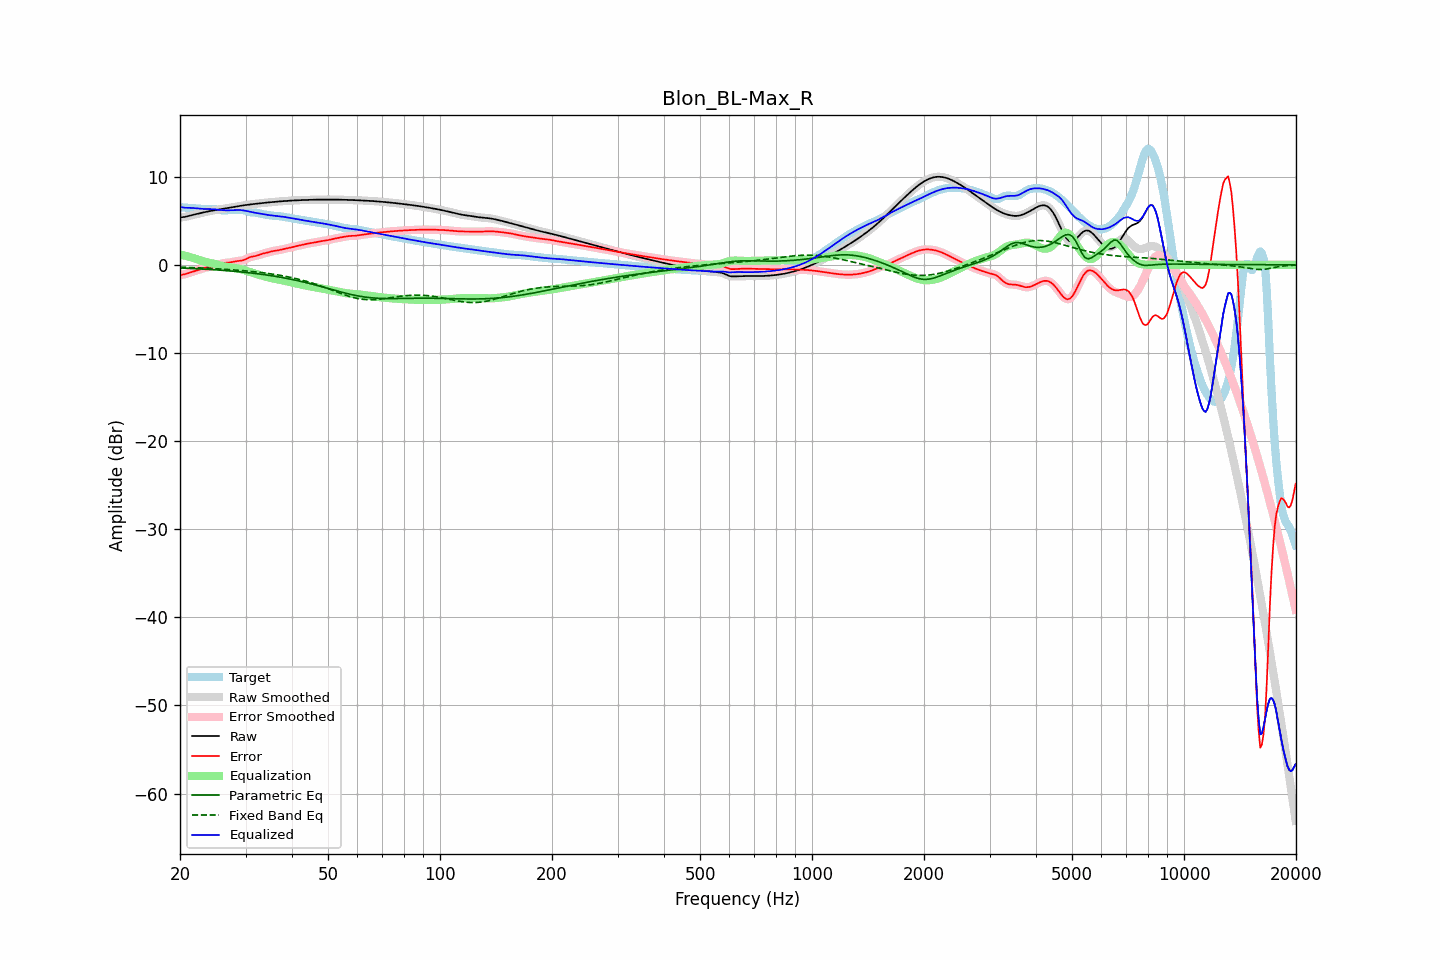 Blon_BL-Max_R
Amplitude (dBr)
10
0
−10
−20
−30
−40
−50
−60
Target
Raw Smoothed
Error Smoothed
Raw
Error
Equalization
Parametric Eq
Fixed Band Eq
Equalized
20 50 100 200 500 1000 2000 5000 10000 20000
Frequency (Hz)